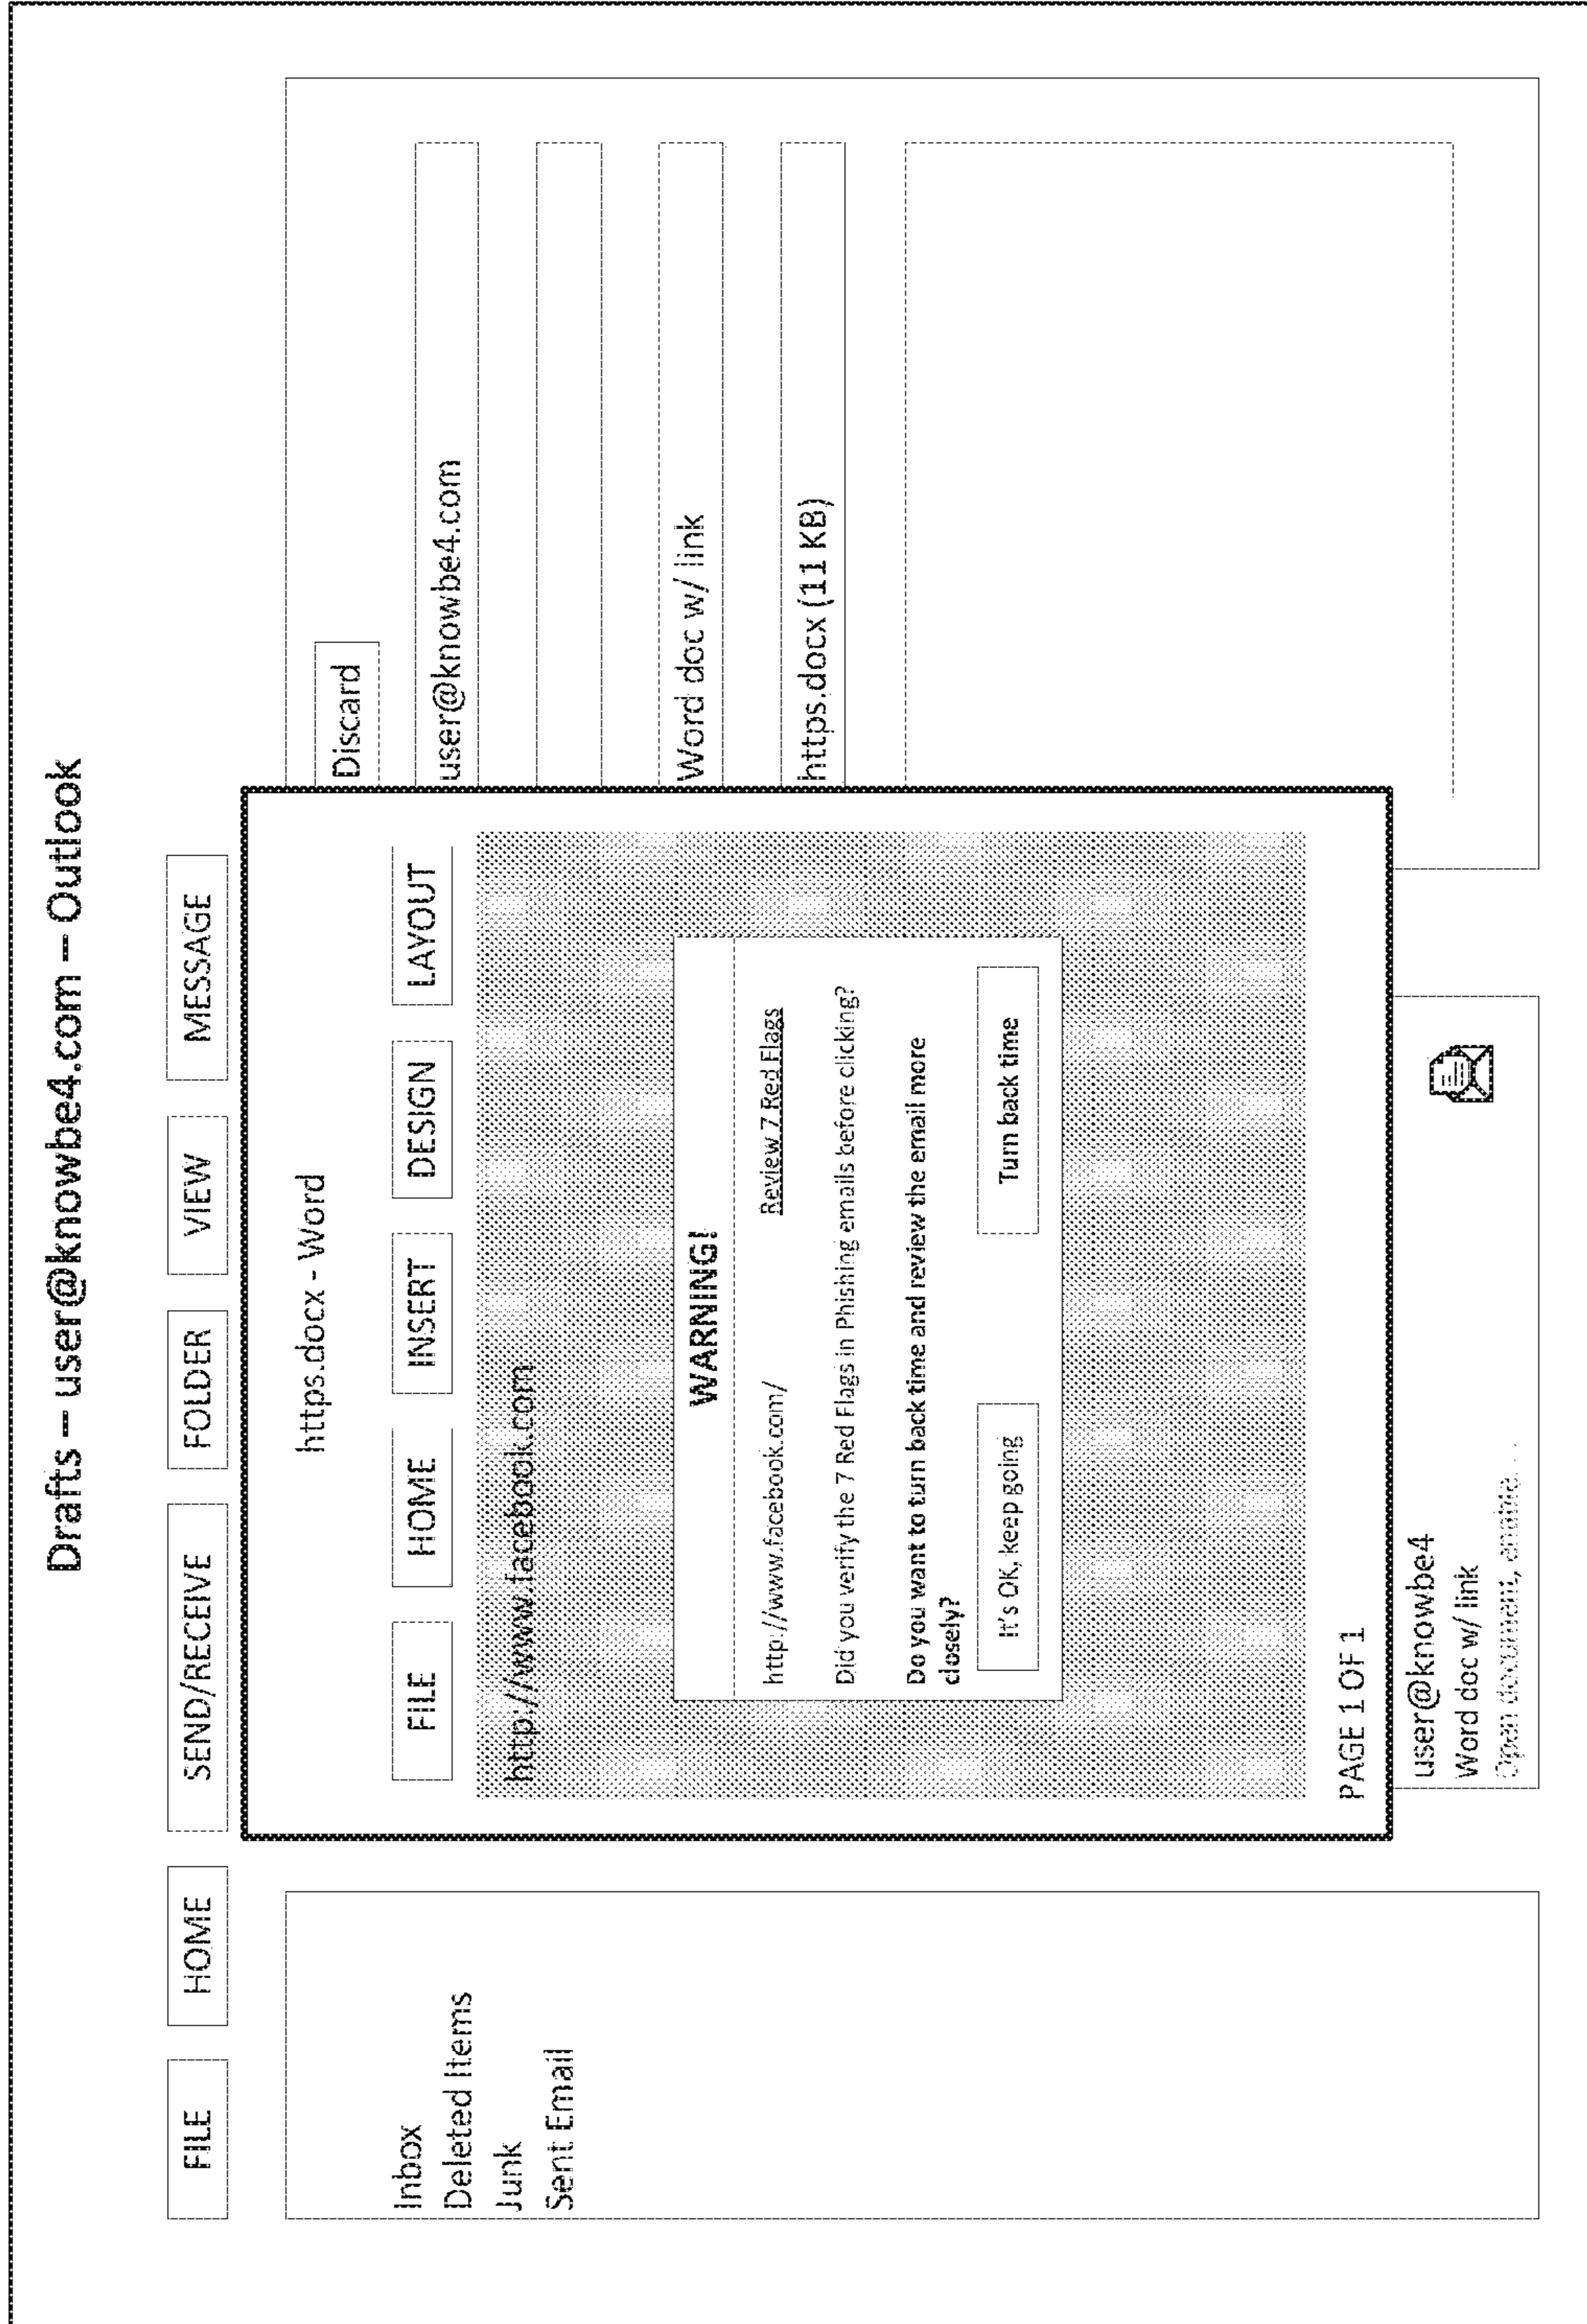 Drafts – user@knowbe4.com – Outlook
FILE HOME SEND/RECEIVE FOLDER VIEW MESSAGE
Inbox
Deleted Items
Junk
Sent Email
https.docx - Word
FILE HOME INSERT DESIGN LAYOUT
http://www.facebook.com
WARNING!
http://www.facebook.com/ Review 7 Red Flags
Did you verify the 7 Red Flags in Phishing emails before clicking?
Do you want to turn back time and review the email more
closely?
It's OK, keep going Turn back time
PAGE 1 OF 1
user@knowbe4
Word doc w/ link
Open document, enable...
Discard
user@knowbe4.com
Word doc w/ link
https.docx (11 KB)